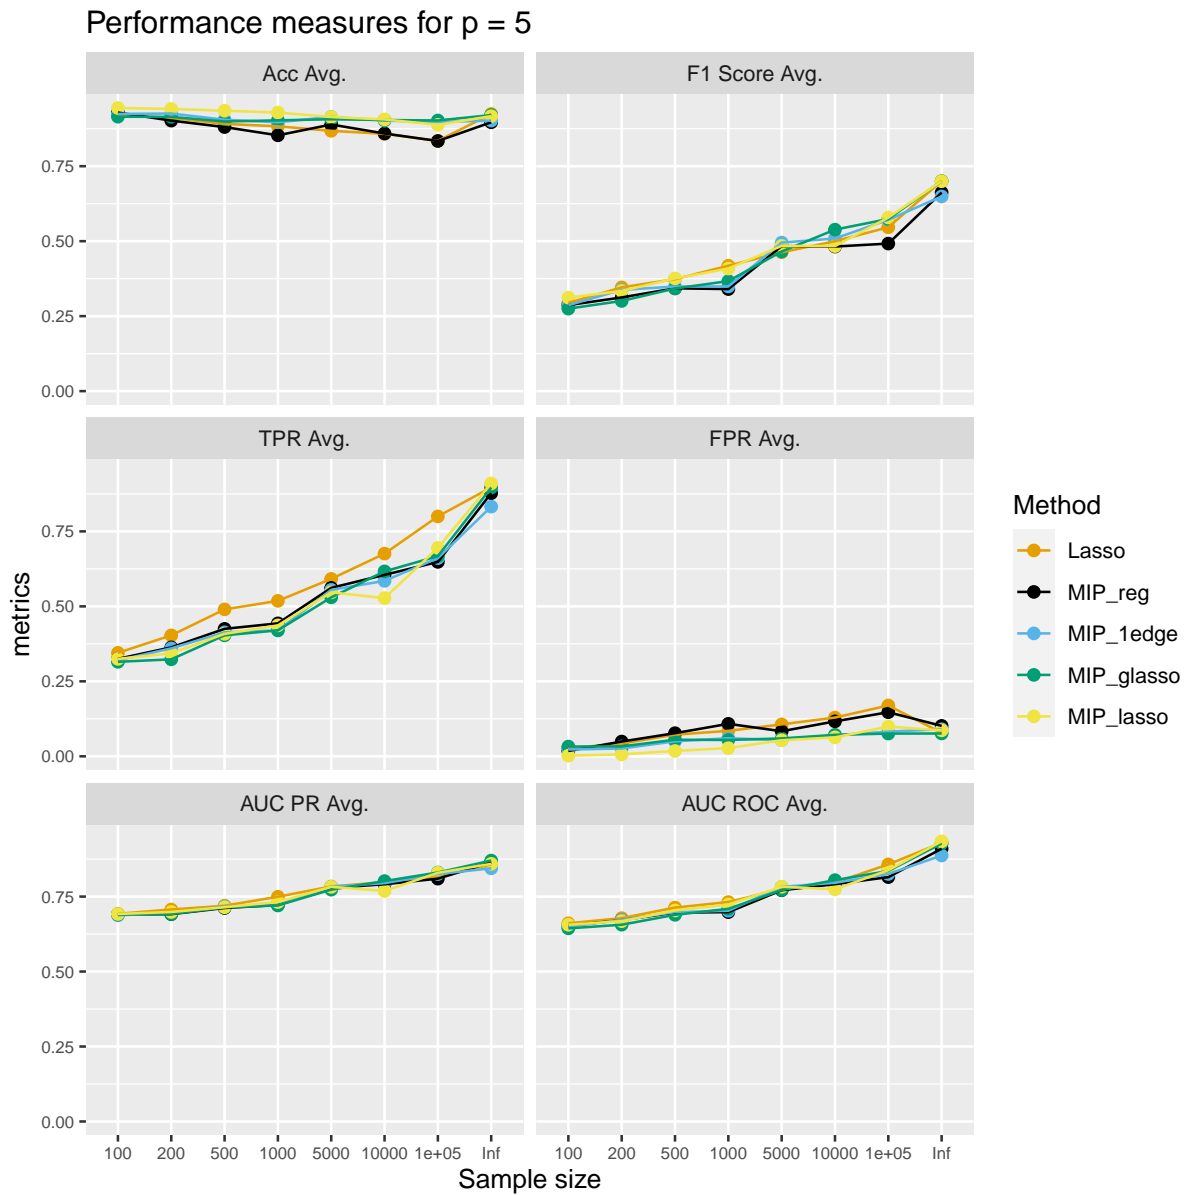 Performance measures for p = 5
Acc Avg.
F1 Score Avg.
0.75
0.50
0.25
0.00
TPR Avg.
FPR Avg.
0.75
0.50
0.25
0.00
AUC PR Avg.
AUC ROC Avg.
0.75
0.50
0.25
0.00
metrics
100 200 500 1000 5000 10000 1e+05 Inf
100 200 500 1000 5000 10000 1e+05 Inf
Sample size
Method
Lasso
MIP_reg
MIP_1edge
MIP_glasso
MIP_lasso